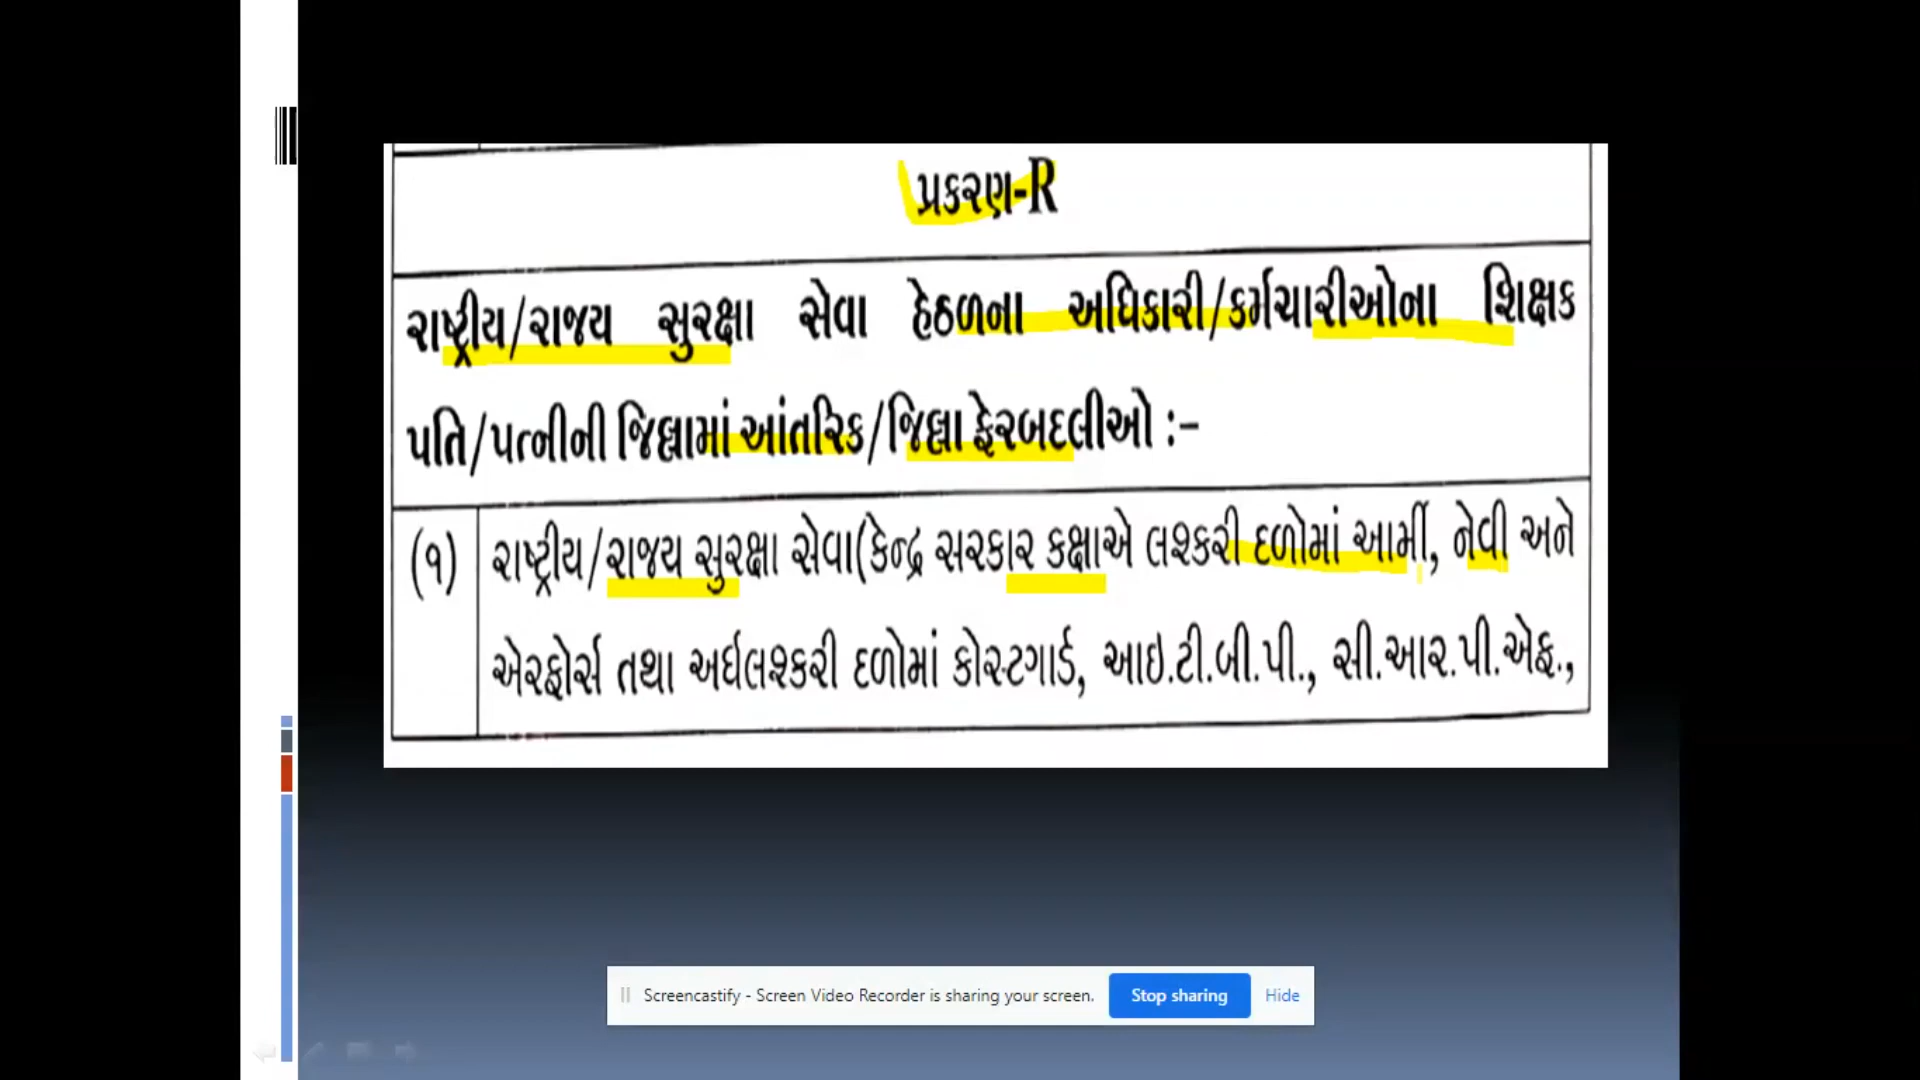 પ્રકરણ-R
રાષ્ટ્રીય/રાજય સુરક્ષા સેવા હેઠળના અધિકારી/કર્મચારીઓના શિક્ષક
પતિ/પત્નીની જિલ્લામાં આંતરિક/જિલ્લા ફેરબદલીઓ :-
(૧) રાષ્ટ્રીય/રાજય સુરક્ષા સેવા(કેન્દ્ર સરકાર કક્ષાએ લશ્કરી દળોમાં આર્મી, નેવી અને
એરફોર્સ તથા અર્ધલશ્કરી દળોમાં કોસ્ટગાર્ડ, આઇ.ટી.બી.પી., સી.આર.પી.એફ.,
Screencastify - Screen Video Recorder is sharing your screen. Stop sharing Hide